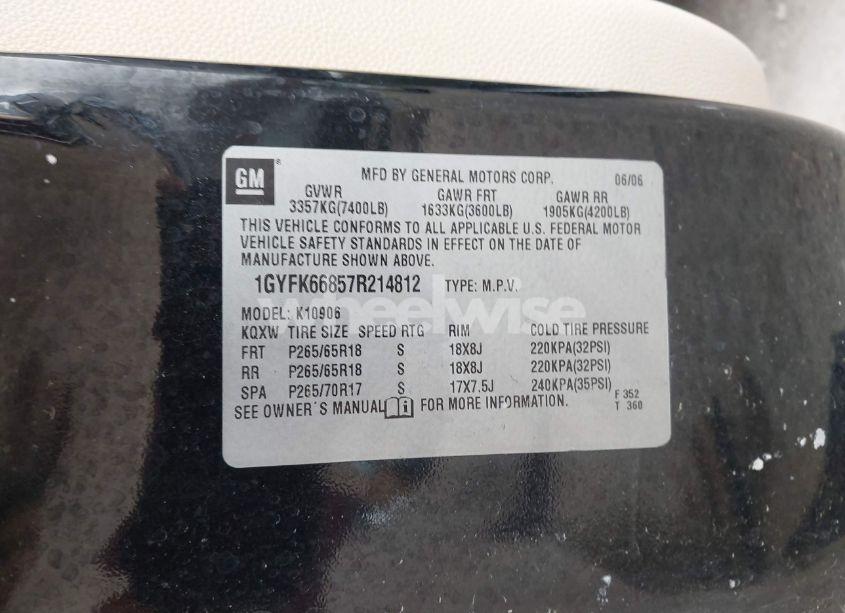 GM ® MFD BY GENERAL MOTORS CORP. 06/06
GVWR GAWR FRT GAWR RR
3357KG(7400LB) 1633KG(3600LB) 1905KG(4200LB)
THIS VEHICLE CONFORMS TO ALL APPLICABLE U.S. FEDERAL MOTOR
VEHICLE SAFETY STANDARDS IN EFFECT ON THE DATE OF
MANUFACTURE SHOWN ABOVE.
1GYFK66857R214812 TYPE: M.P.V.
wheelwise
MODEL: K10906
KQXW TIRE SIZE SPEED RTG RIM COLD TIRE PRESSURE
FRT P265/65R18 S 18X8J 220KPA(32PSI)
RR P265/65R18 S 18X8J 220KPA(32PSI)
SPA P265/70R17 S 17X7.5J 240KPA(35PSI)
SEE OWNER'S MANUAL i FOR MORE INFORMATION.
F 352
T 360